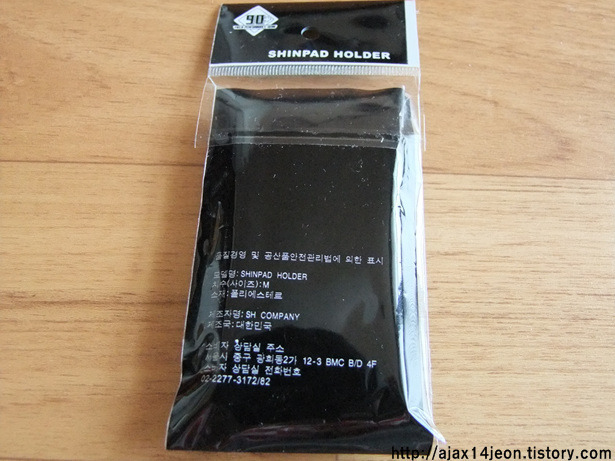 90
SHINPAD HOLDER
품질경영 및 공산품안전관리법에 의한 표시
모델명: SHINPAD HOLDER
치수(사이즈): M
소재: 폴리에스테르
제조자명: SH COMPANY
제조국: 대한민국
소비자 상담실 주소
서울시 중구 광희동2가 12-3 BMC B/D 4F
소비자 상담실 전화번호
02-2277-3172/82
http://ajax14jeon.tistory.com